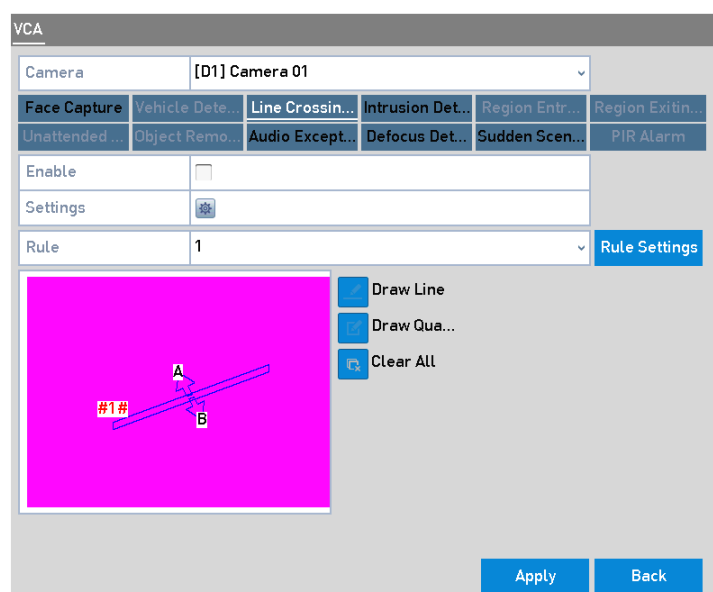 VCA
Camera [D1] Camera 01
Face Capture Vehicle Dete... Line Crossin... Intrusion Det... Region Entr... Region Exitin...
Unattended ... Object Remo... Audio Except... Defocus Det... Sudden Scen... PIR Alarm
Enable
Settings
Rule 1 Rule Settings
Draw Line
Draw Qua...
Clear All
A
#1#
B
Apply Back